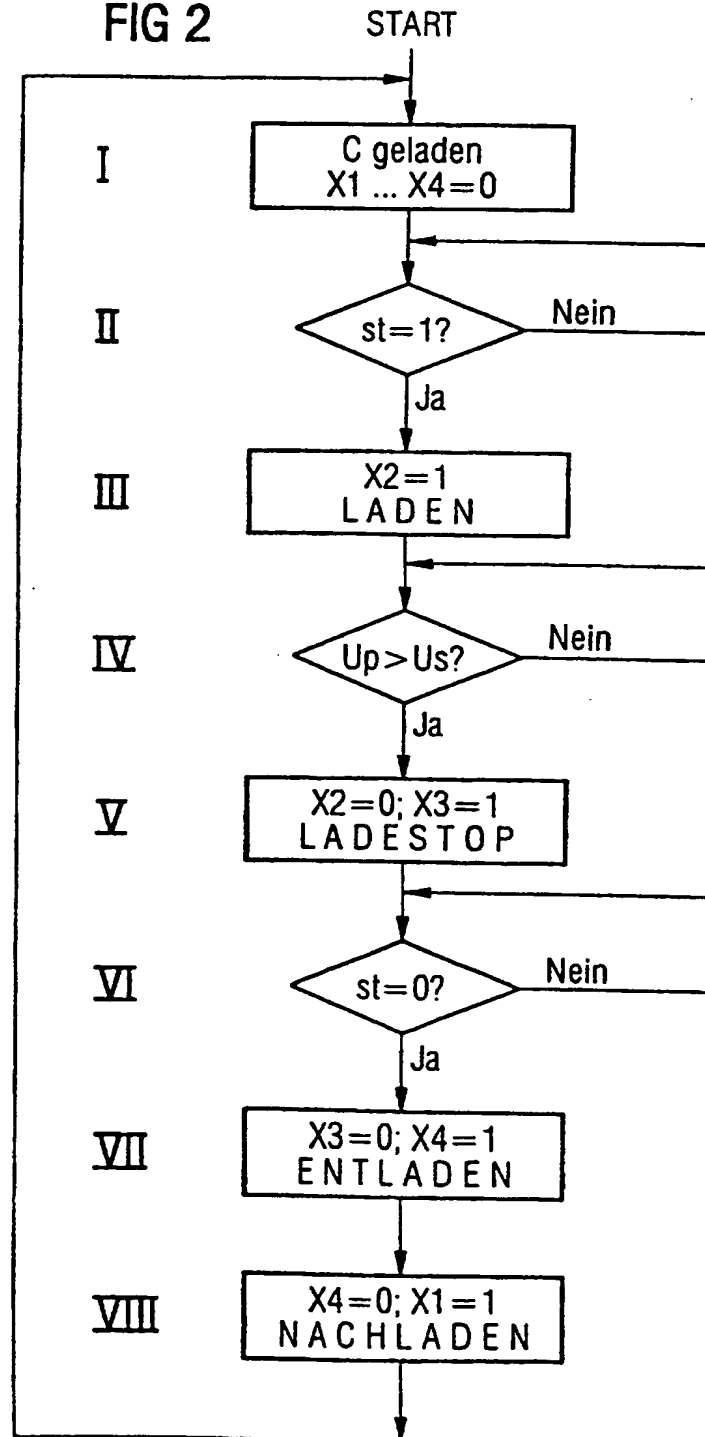 FIG 2
START
I
C geladen
X1 ... X4=0
II
st=1?
Nein
Ja
III
X2=1
LADEN
IV
Up>Us?
Nein
Ja
V
X2=0; X3=1
LADESTOP
VI
st=0?
Nein
Ja
VII
X3=0; X4=1
ENTLADEN
VIII
X4=0; X1=1
NACHLADEN